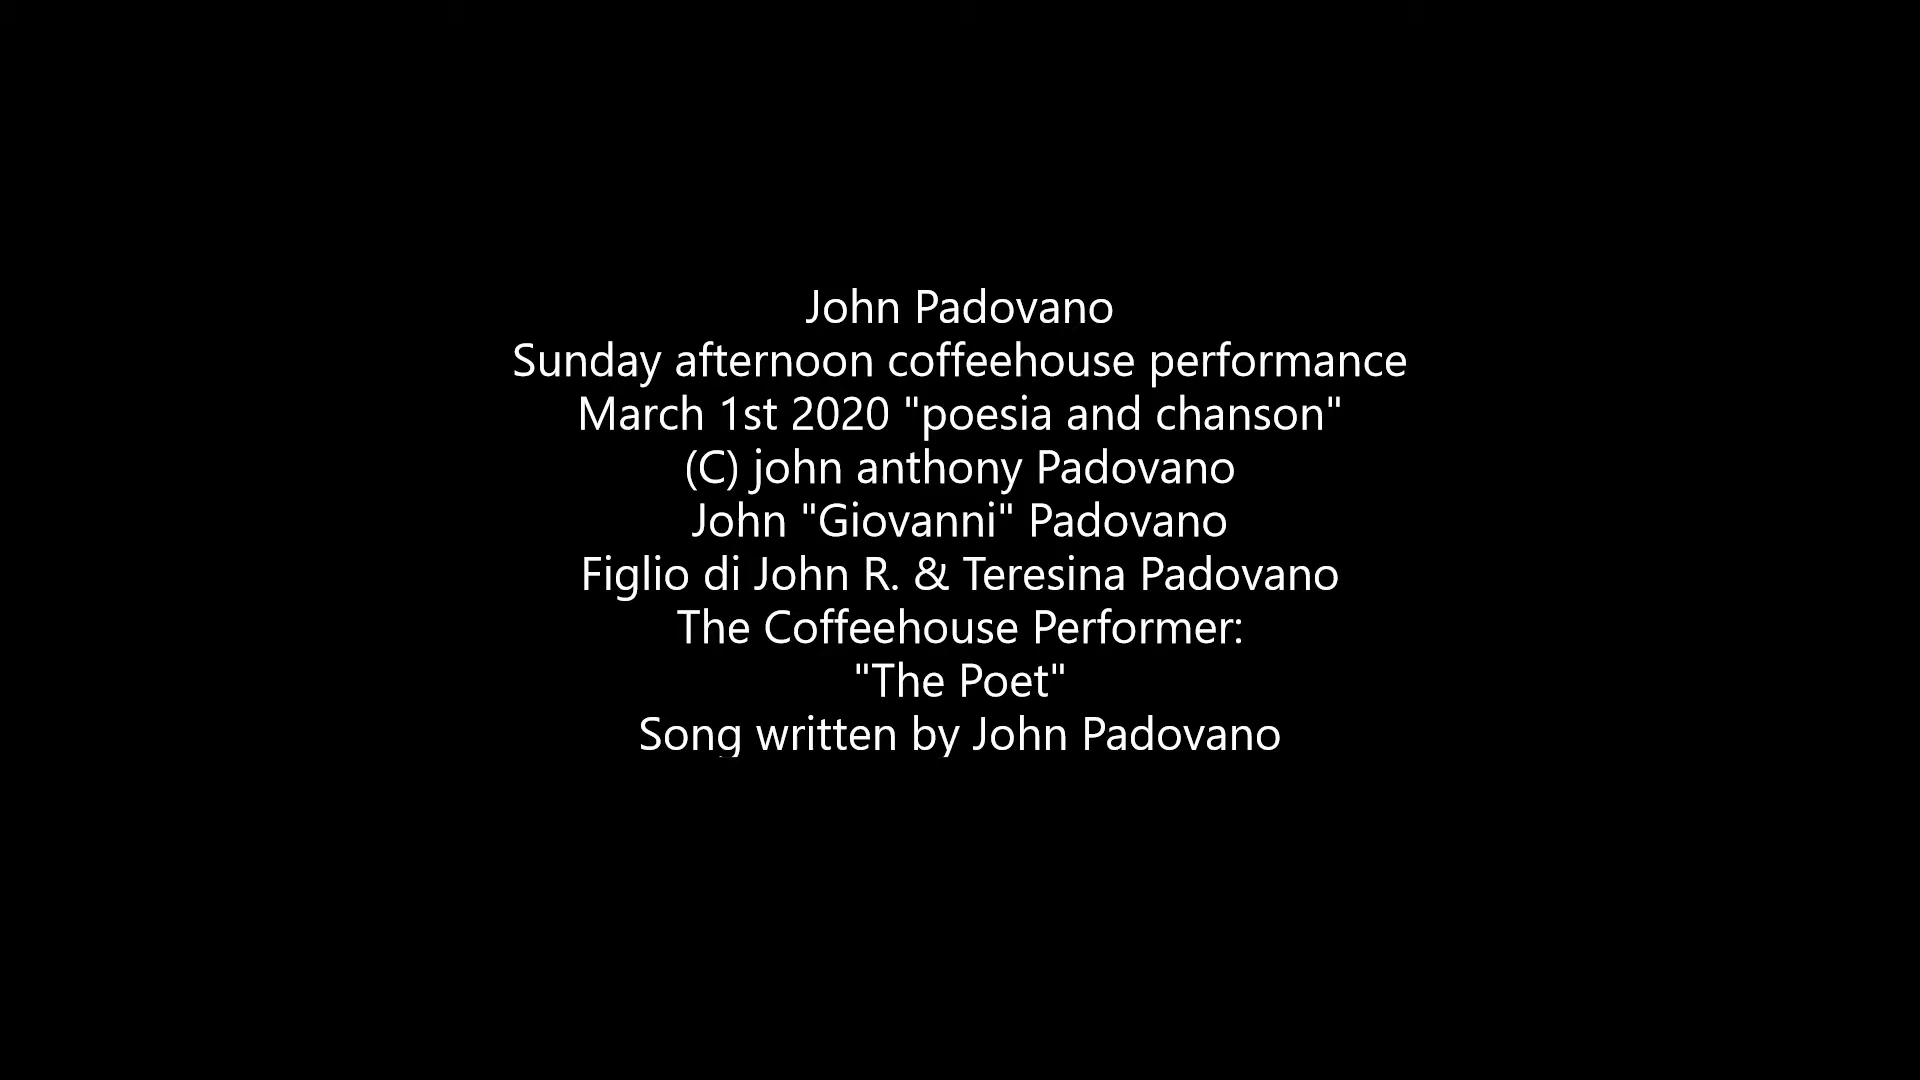 John Padovano
Sunday afternoon coffeehouse performance
March 1st 2020 "poesia and chanson"
(C) john anthony Padovano
John "Giovanni" Padovano
Figlio di John R. & Teresina Padovano
The Coffeehouse Performer:
"The Poet"
Song written by John Padovano